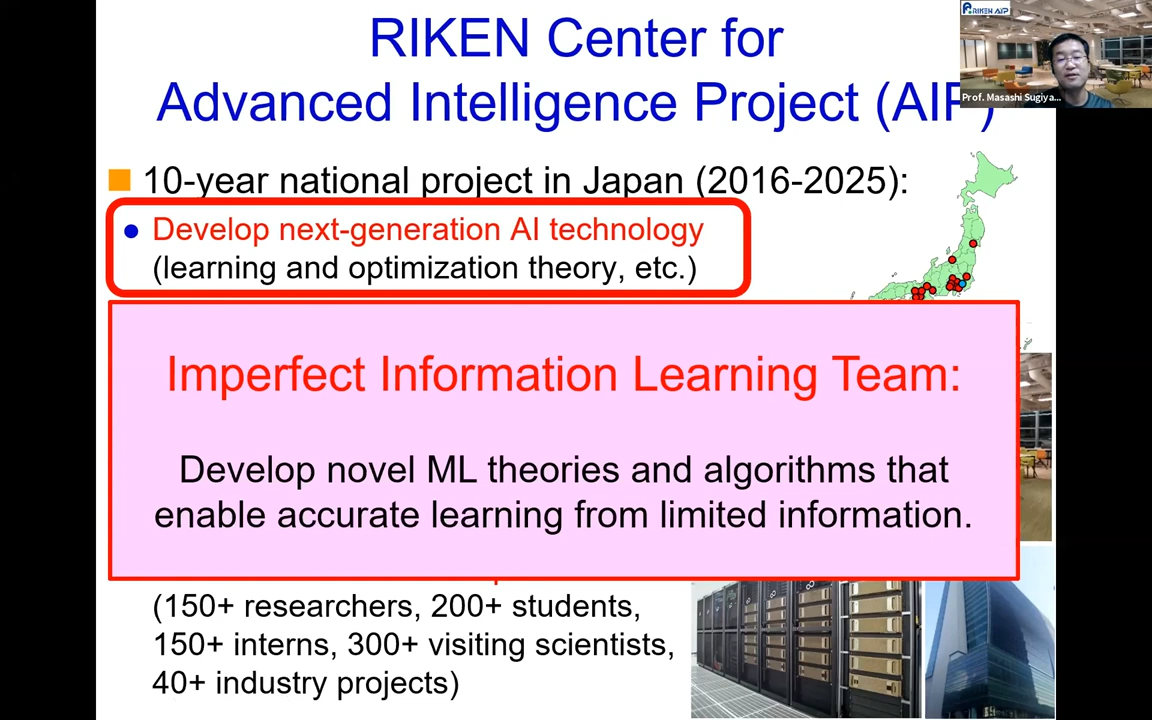 RIKEN Center for
Advanced Intelligence Project (AIP)
RIKEN AIP
Prof. Masashi Sugiya...
10-year national project in Japan (2016-2025):
Develop next-generation AI technology
(learning and optimization theory, etc.)
Imperfect Information Learning Team:
Develop novel ML theories and algorithms that
enable accurate learning from limited information.
(150+ researchers, 200+ students,
150+ interns, 300+ visiting scientists,
40+ industry projects)